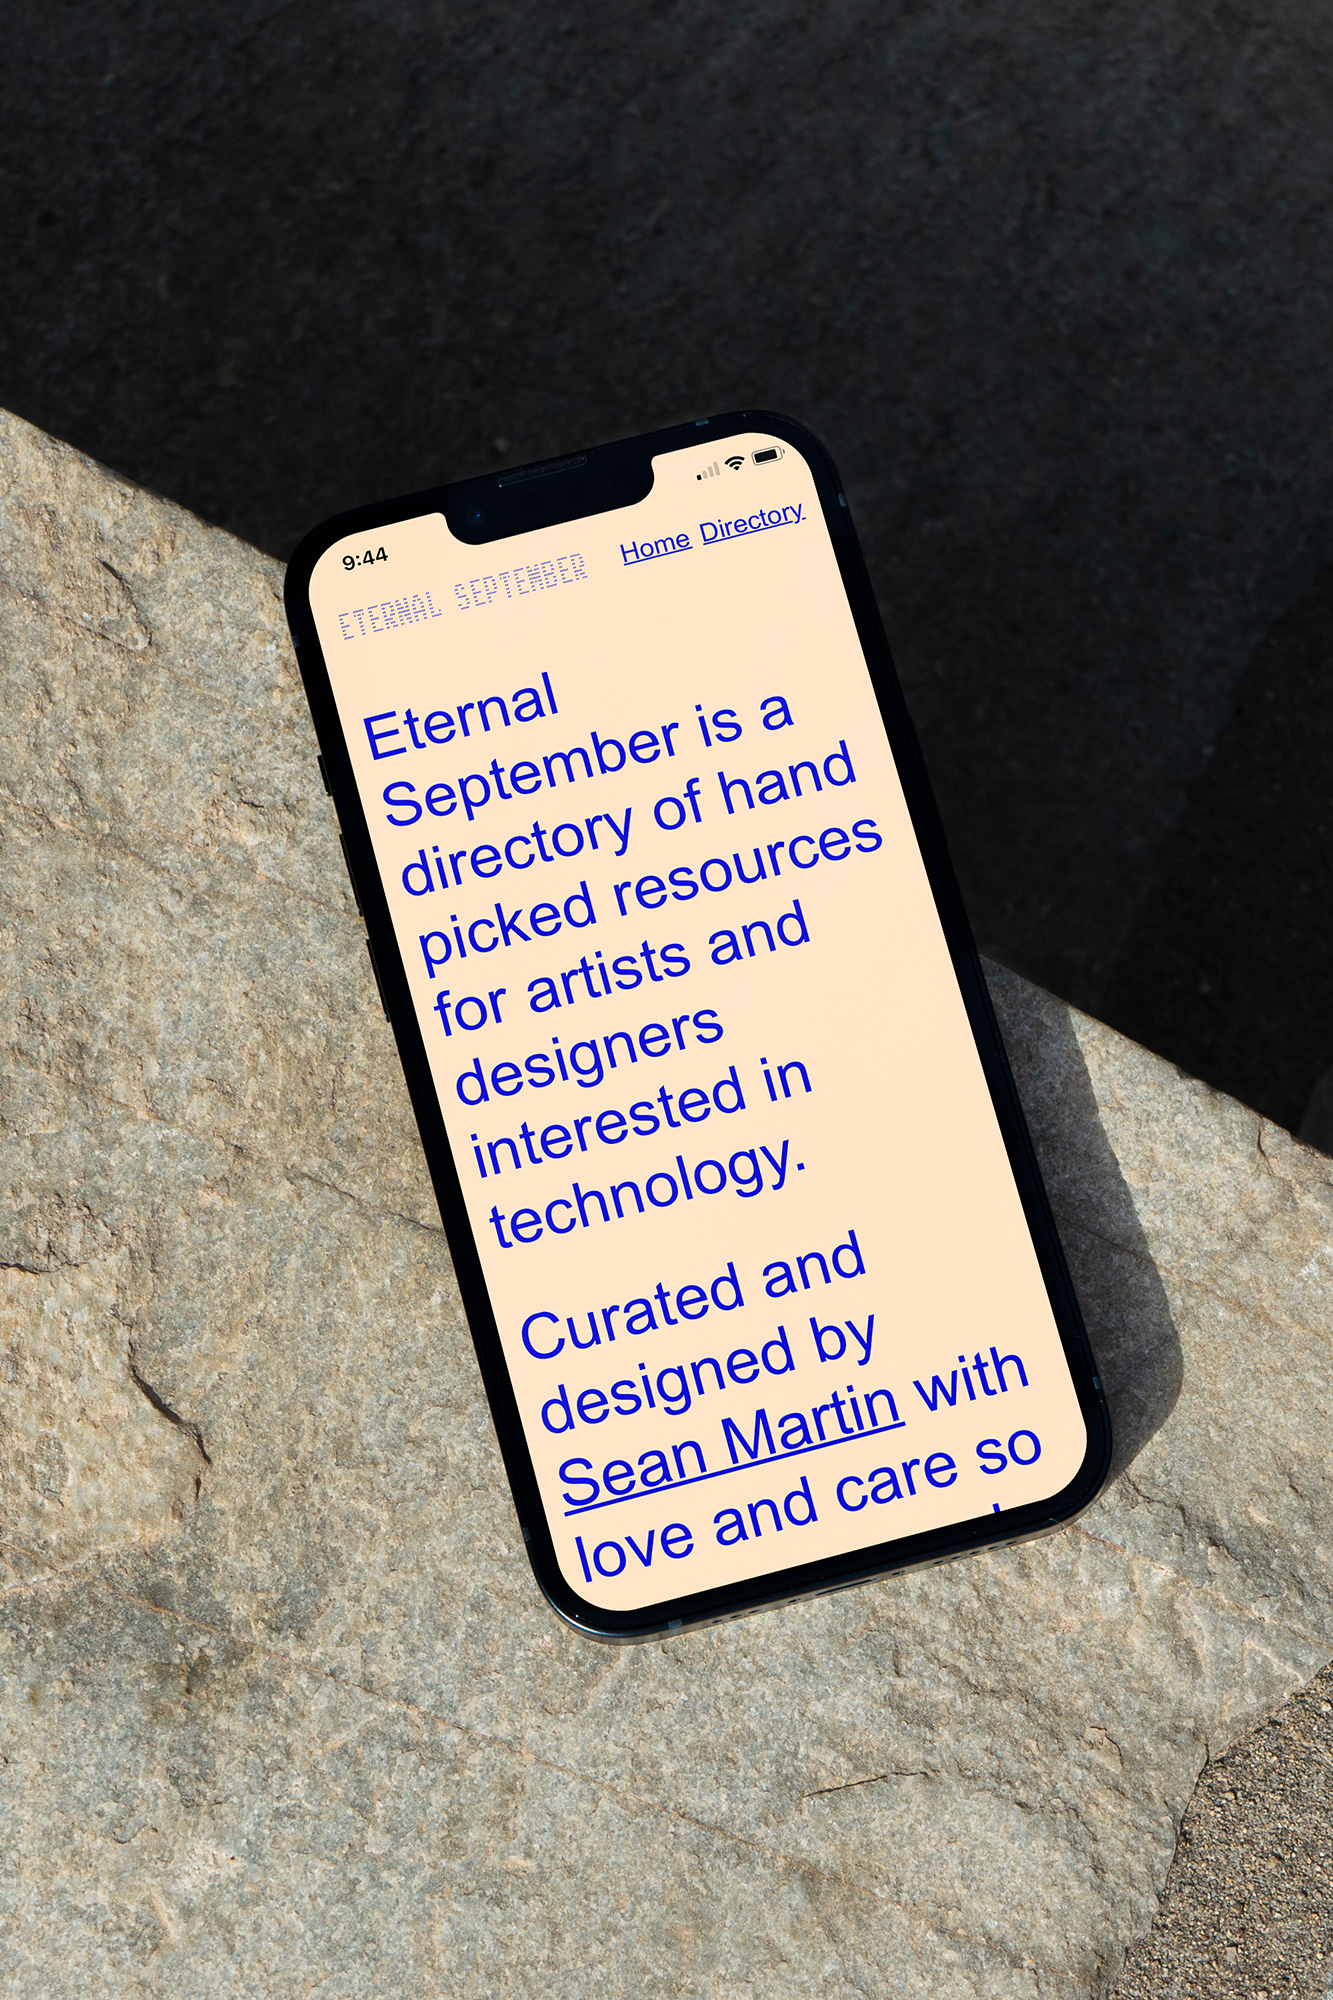 9:44
ETERNAL SEPTEMBER
Home Directory
Eternal
September is a
directory of hand
picked resources
for artists and
designers
interested in
technology.
Curated and
designed by
Sean Martin with
love and care so